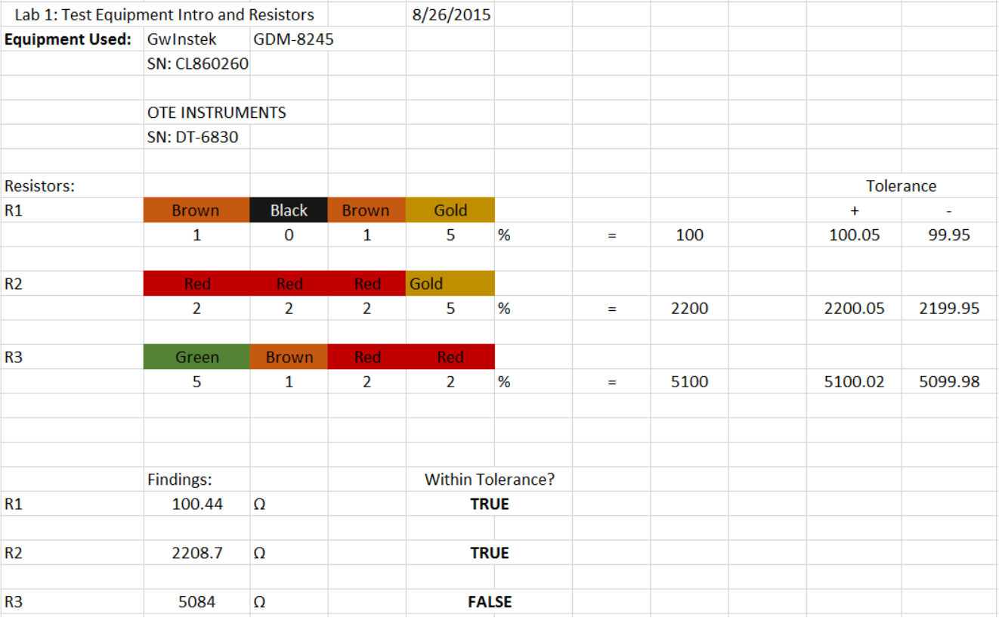 Lab 1: Test Equipment Intro and Resistors 8/26/2015
Equipment Used: GwInstek GDM-8245
SN: CL860260
OTE INSTRUMENTS
SN: DT-6830
Resistors: Tolerance
R1 Brown Black Brown Gold + -
1 0 1 5 % = 100 100.05 99.95
R2 Red Red Red Gold
2 2 2 5 % = 2200 2200.05 2199.95
R3 Green Brown Red Red
5 1 2 2 % = 5100 5100.02 5099.98
Findings: Within Tolerance?
R1 100.44 Ω TRUE
R2 2208.7 Ω TRUE
R3 5084 Ω FALSE